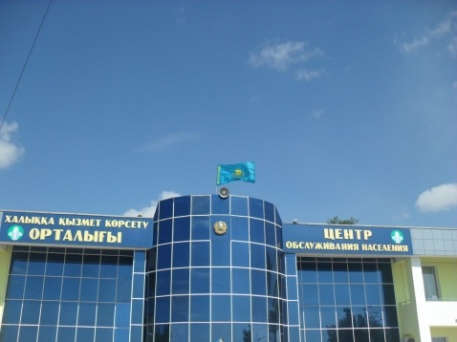 ХАЛЫҚҚА ҚЫЗМЕТ КӨРСЕТУ
ОРТАЛЫҒЫ
ЦЕНТР
ОБСЛУЖИВАНИЯ НАСЕЛЕНИЯ